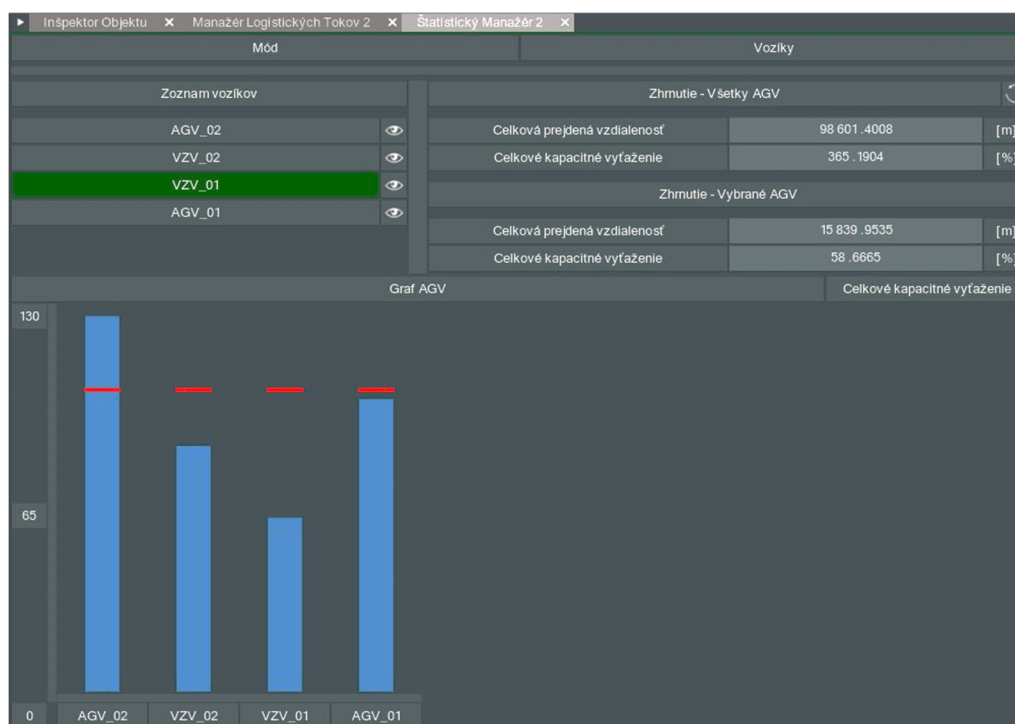 Inšpektor Objektu × Manažér Logistických Tokov 2 × Štatistický Manažér 2 ×
Mód Vozíky
Zoznam vozíkov Zhrnutie - Všetky AGV
AGV_02 Celková prejdená vzdialenosť 98 601 .4008 [m]
VZV_02 Celkové kapacitné vyťaženie 365 .1904 [%]
VZV_01 Zhrnutie - Vybrané AGV
AGV_01
Celková prejdená vzdialenosť 15 839 .9535 [m]
Celkové kapacitné vyťaženie 58 .6665 [%]
Graf AGV Celkové kapacitné vyťaženie
130
65
0 AGV_02 VZV_02 VZV_01 AGV_01